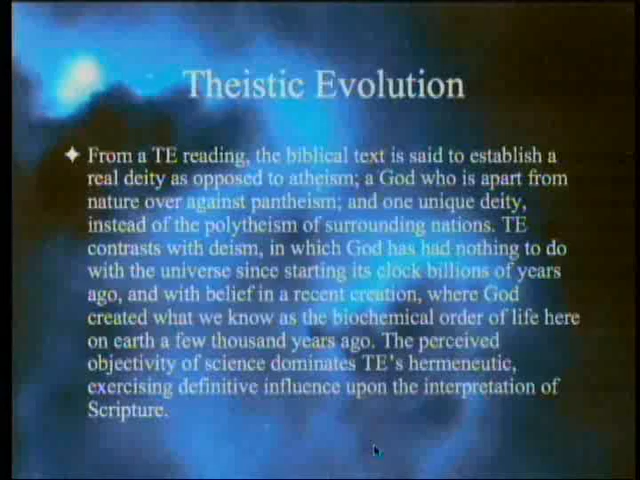 Theistic Evolution
From a TE reading, the biblical text is said to establish a
real deity as opposed to atheism; a God who is apart from
nature over against pantheism; and one unique deity,
instead of the polytheism of surrounding nations. TE
contrasts with deism, in which God has had nothing to do
with the universe since starting its clock billions of years
ago, and with belief in a recent creation, where God
created what we know as the biochemical order of life here
on earth a few thousand years ago. The perceived
objectivity of science dominates TE's hermeneutic,
exercising definitive influence upon the interpretation of
Scripture.